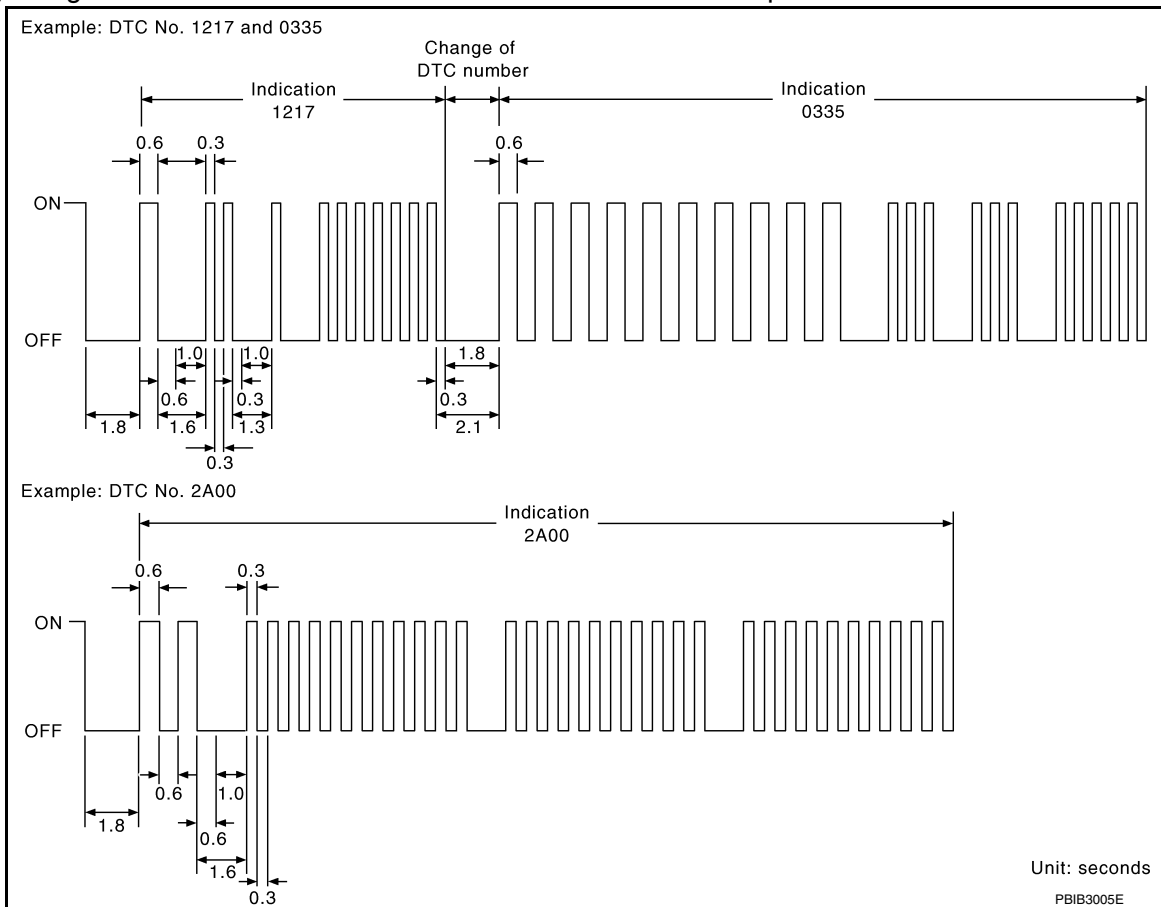 Example: DTC No. 1217 and 0335
Change of
DTC number
Indication
1217
Indication
0335
0.6
0.3
0.6
ON
OFF
1.0
1.0
1.8
0.6
0.3
0.3
1.8
1.6
1.3
2.1
0.3
Example: DTC No. 2A00
Indication
2A00
0.6
0.3
ON
OFF
0.6
1.0
1.8
0.6
1.6
0.3
Unit: seconds
PBIB3005E